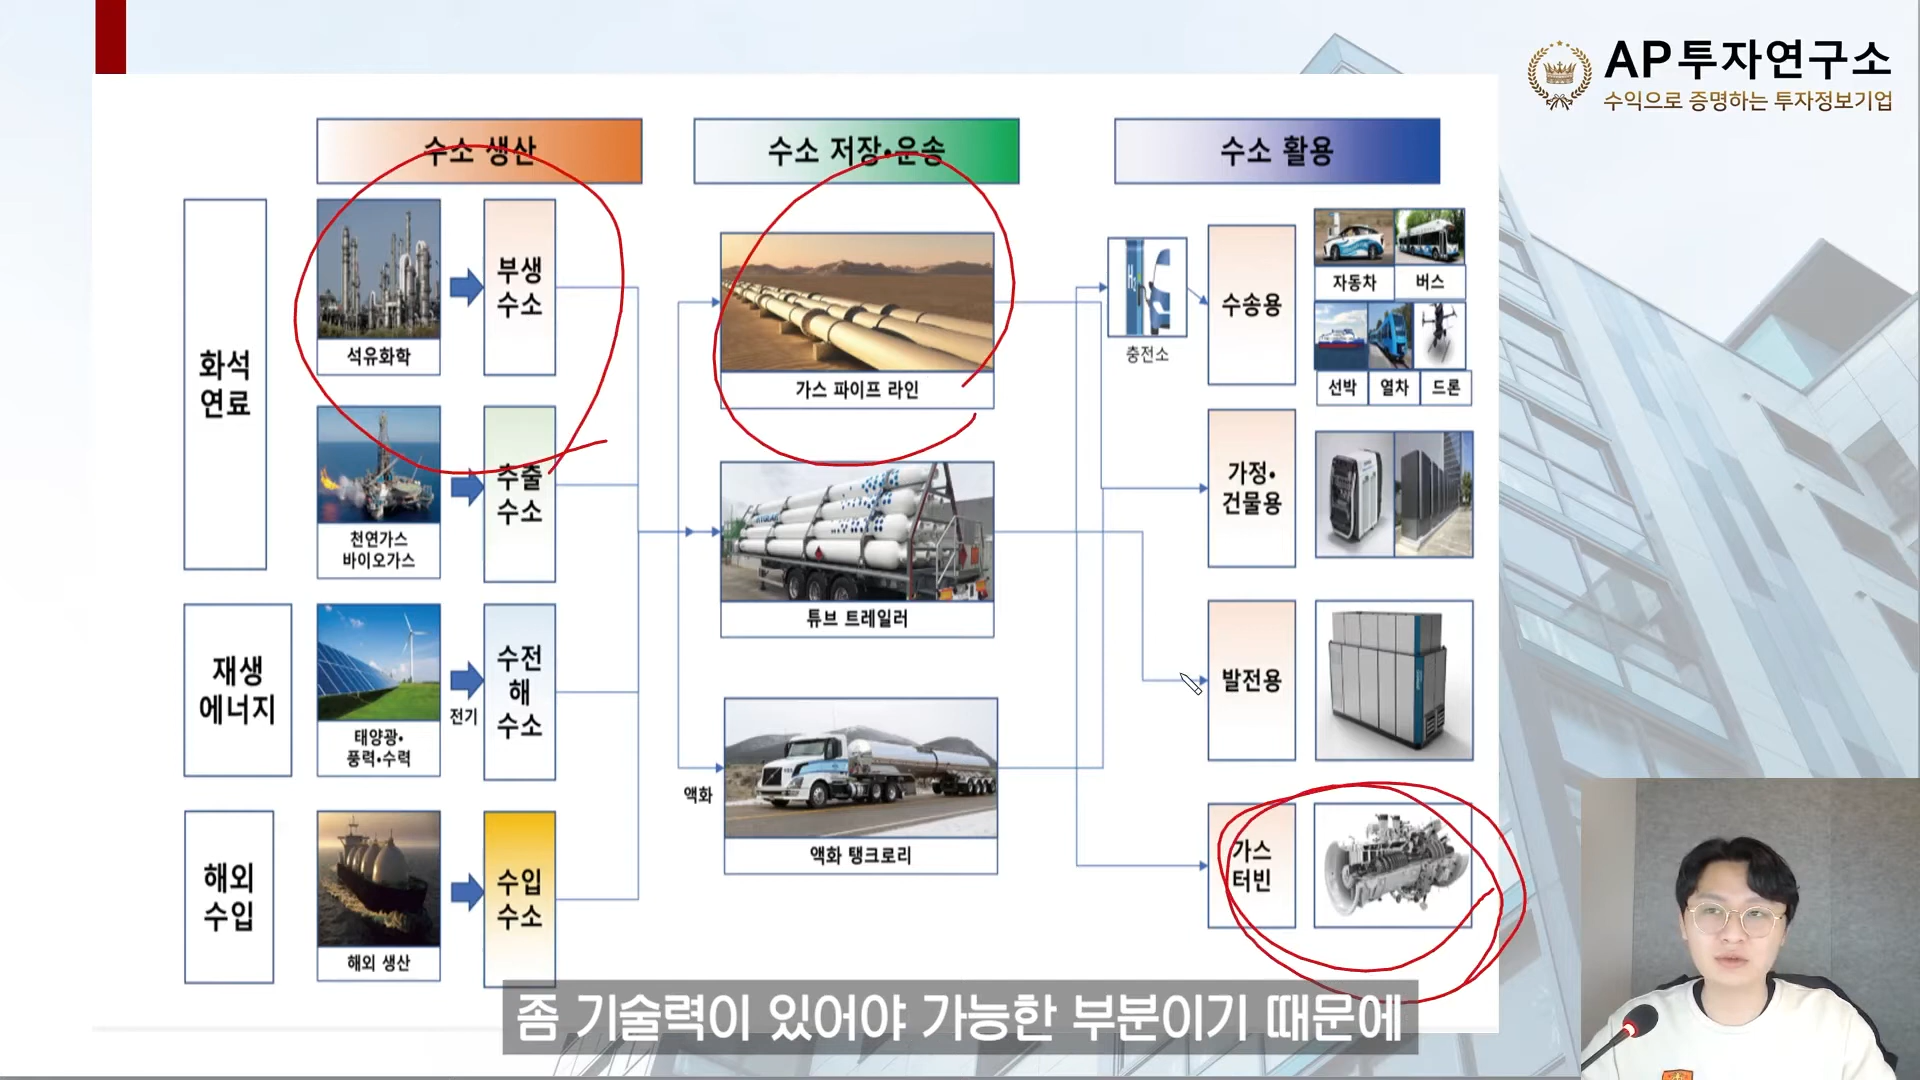 AP투자연구소
수익으로 증명하는 투자정보기업
수소 생산
수소 저장•운송
수소 활용
화석
연료
석유화학
부생
수소
천연가스
바이오가스
추출
수소
재생
에너지
태양광•
풍력•수력
전기
수전
해
수소
해외
수입
해외 생산
수입
수소
가스 파이프 라인
튜브 트레일러
액화
액화 탱크로리
충전소
수송용
자동차
버스
선박
열차
드론
가정•
건물용
발전용
가스
터빈
좀 기술력이 있어야 가능한 부분이기 때문에